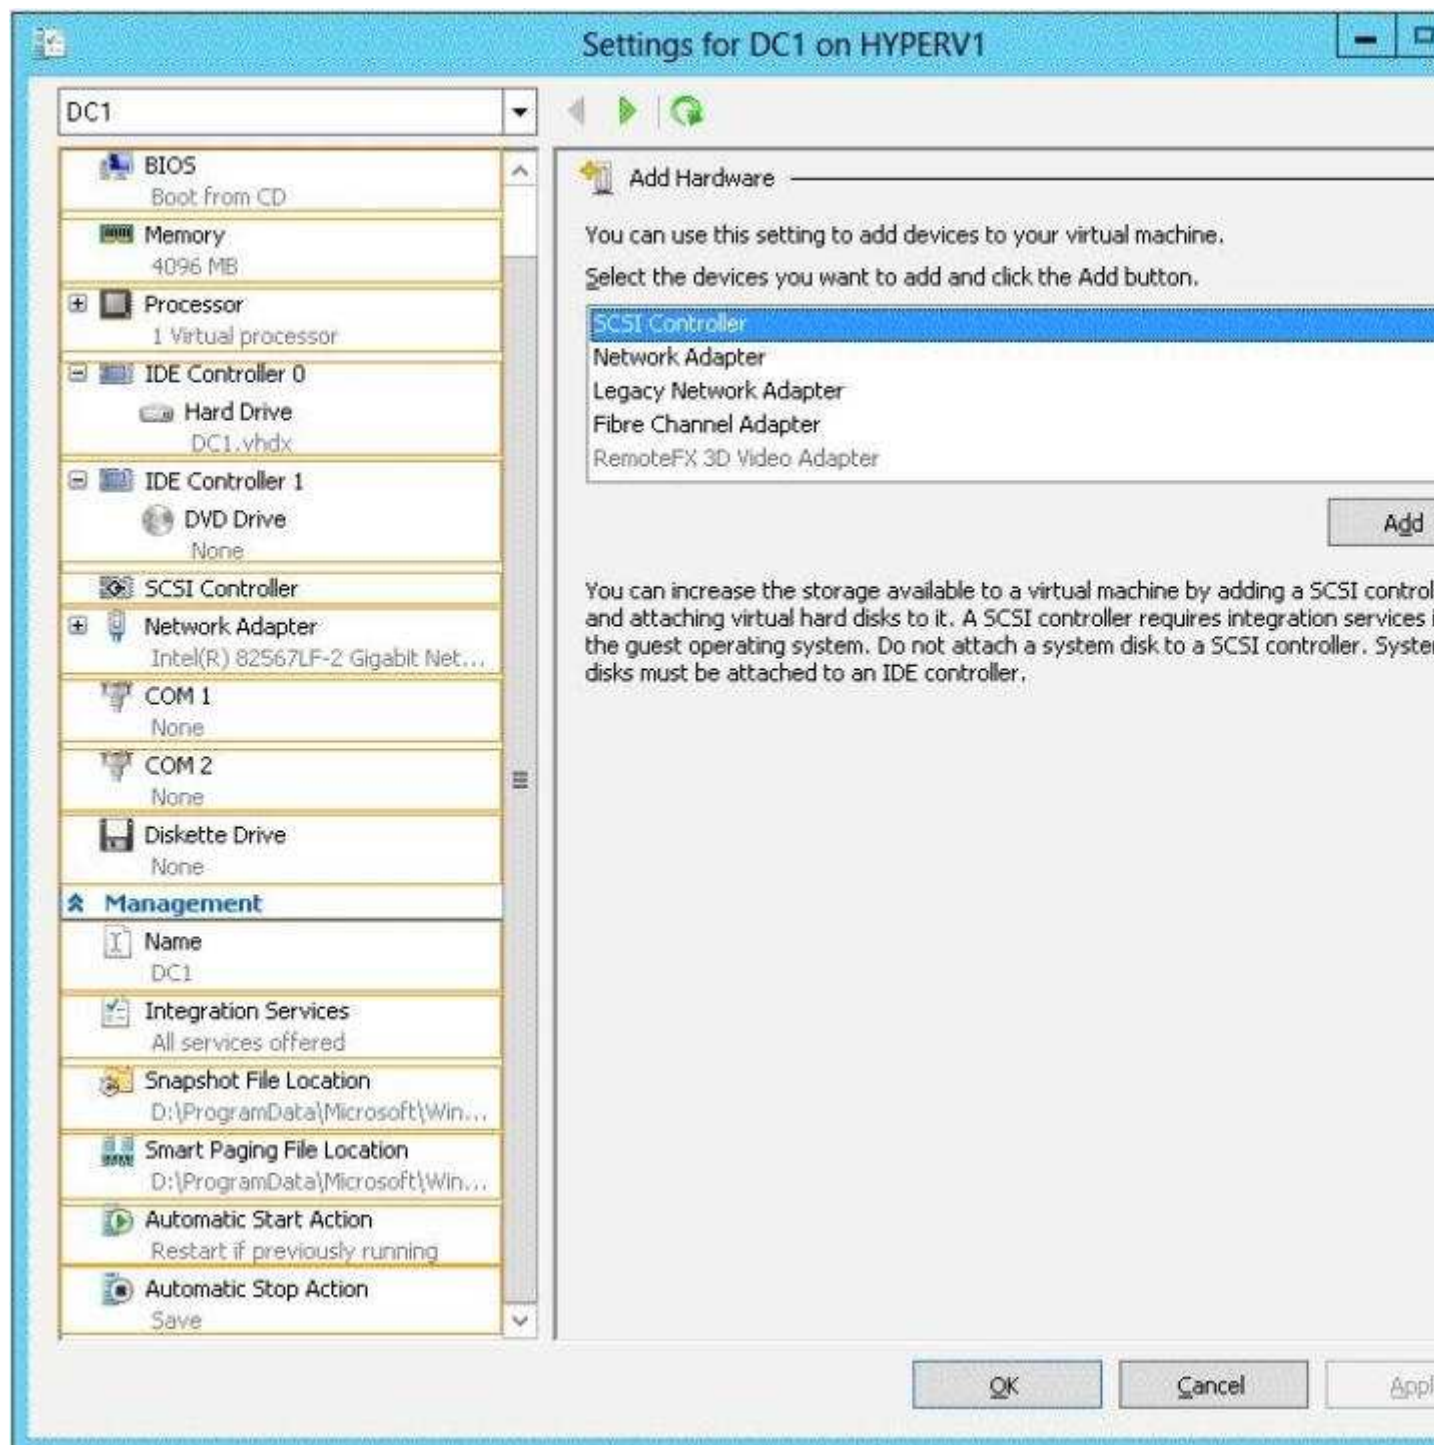 Settings for DC1 on HYPERV1
DC1
BIOS
Boot from CD
Memory
4096 MB
Processor
1 Virtual processor
IDE Controller 0
Hard Drive
DC1.vhdx
IDE Controller 1
DVD Drive
None
SCSI Controller
Network Adapter
Intel(R) 82567LF-2 Gigabit Net...
COM 1
None
COM 2
None
Diskette Drive
None
Management
Name
DC1
Integration Services
All services offered
Snapshot File Location
D:\ProgramData\Microsoft\Win...
Smart Paging File Location
D:\ProgramData\Microsoft\Win...
Automatic Start Action
Restart if previously running
Automatic Stop Action
Save
Add Hardware
You can use this setting to add devices to your virtual machine.
Select the devices you want to add and click the Add button.
SCSI Controller
Network Adapter
Legacy Network Adapter
Fibre Channel Adapter
RemoteFX 3D Video Adapter
Add
You can increase the storage available to a virtual machine by adding a SCSI control
and attaching virtual hard disks to it. A SCSI controller requires integration services i
the guest operating system. Do not attach a system disk to a SCSI controller. Syste
disks must be attached to an IDE controller.
OK
Cancel
Appl